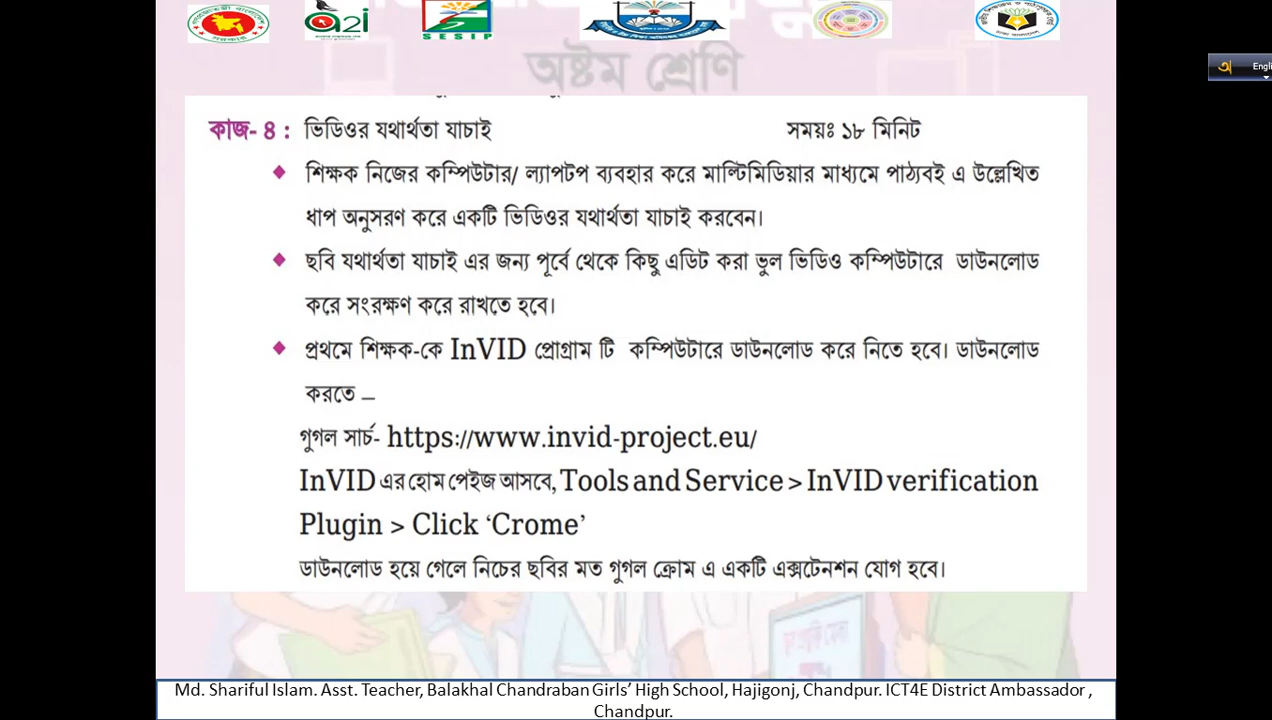 a2i
SESIP
অষ্টম শ্রেণি
Engli
কাজ- ৪ : ভিডিওর যথার্থতা যাচাই সময়ঃ ১৮ মিনিট
শিক্ষক নিজের কম্পিউটার/ ল্যাপটপ ব্যবহার করে মাল্টিমিডিয়ার মাধ্যমে পাঠ্যবই এ উল্লেখিত
ধাপ অনুসরণ করে একটি ভিডিওর যথার্থতা যাচাই করবেন।
ছবি যথার্থতা যাচাই এর জন্য পূর্বে থেকে কিছু এডিট করা ভুল ভিডিও কম্পিউটারে ডাউনলোড
করে সংরক্ষণ করে রাখতে হবে।
প্রথমে শিক্ষক-কে InVID প্রোগ্রাম টি কম্পিউটারে ডাউনলোড করে নিতে হবে। ডাউনলোড
করতে –
গুগল সার্চ- https://www.invid-project.eu/
InVID এর হোম পেইজ আসবে, Tools and Service > InVID verification
Plugin > Click ‘Crome’
ডাউনলোড হয়ে গেলে নিচের ছবির মত গুগল ক্রোম এ একটি এক্সটেনশন যোগ হবে।
Md. Shariful Islam. Asst. Teacher, Balakhal Chandraban Girls’ High School, Hajigonj, Chandpur. ICT4E District Ambassador ,
Chandpur.